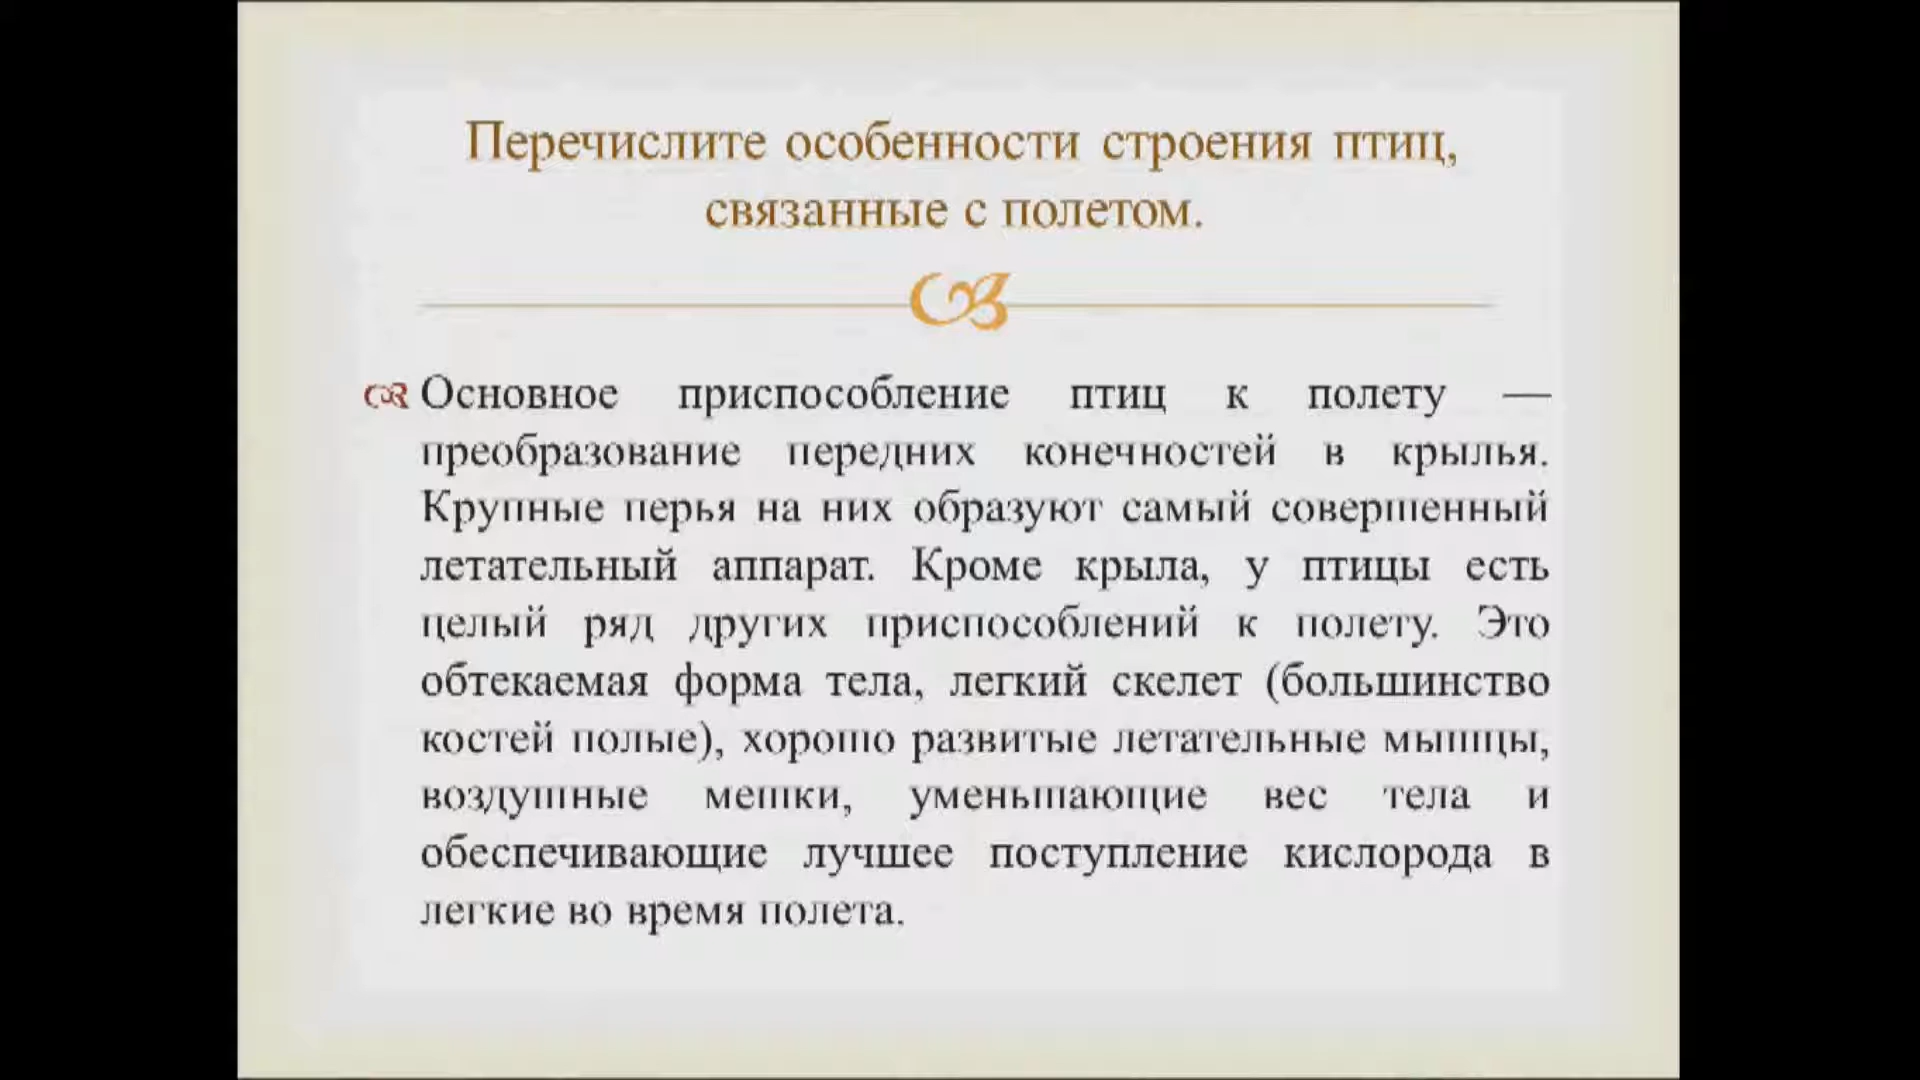 Перечислите особенности строения птиц,
связанные с полетом.
Основное приспособление птиц к полету —
преобразование передних конечностей в крылья.
Крупные перья на них образуют самый совершенный
летательный аппарат. Кроме крыла, у птицы есть
целый ряд других приспособлений к полету. Это
обтекаемая форма тела, легкий скелет (большинство
костей полые), хорошо развитые летательные мышцы,
воздушные мешки, уменьшающие вес тела и
обеспечивающие лучшее поступление кислорода в
легкие во время полета.